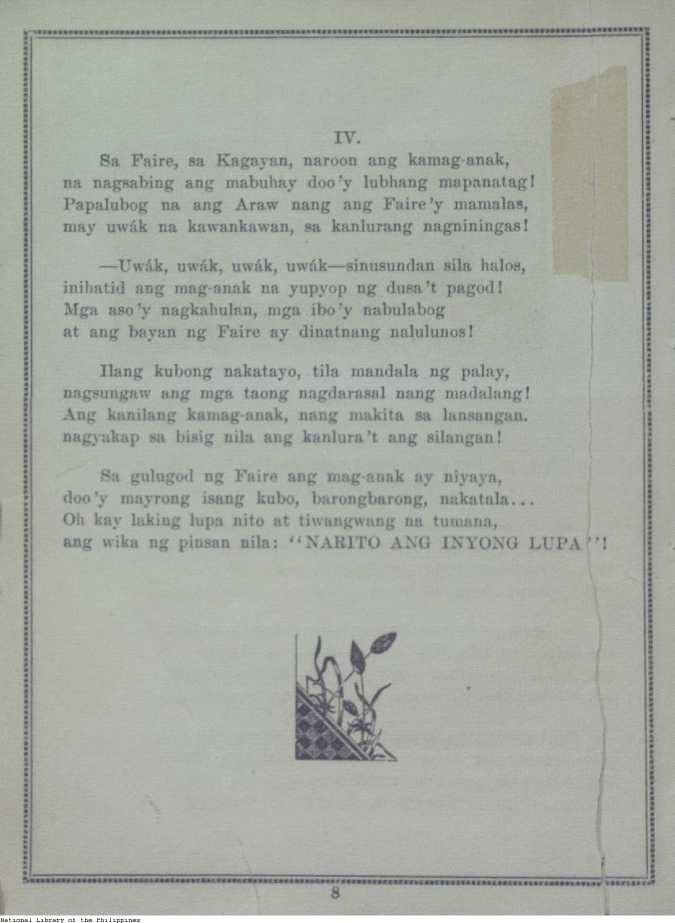 IV.
Sa Faire, sa Kagayan, naroon ang kamag-anak,
na nagsabing ang mabuhay doo'y lubhang mapanatag!
Papalubog na ang Araw nang ang Faire'y mamalas,
may uwák na kawankawan, sa kanlurang nagniningas!
—Uwák, uwák, uwák, uwák—sinusundan sila halos,
inihatid ang mag-anak na yupyop ng dusa't pagod!
Mga aso'y nagkahulan, mga ibo'y nabulabog
at ang bayan ng Faire ay dinatnang nalulunos!
Ilang kubong nakatayo, tila mandala ng palay,
nagsungaw ang mga taong nagdarasal nang madalang!
Ang kanilang kamag-anak, nang makita sa lansangan.
nagyakap sa bisig nila ang kanlura't ang silangan!
Sa gulugod ng Faire ang mag-anak ay niyaya,
doo'y mayrong isang kubo, barongbarong, nakatala...
Oh kay laking lupa nito at tiwangwang na tumana,
ang wika ng pinsan nila: "NARITO ANG INYONG LUPA"!
8
National Library of the Philippines